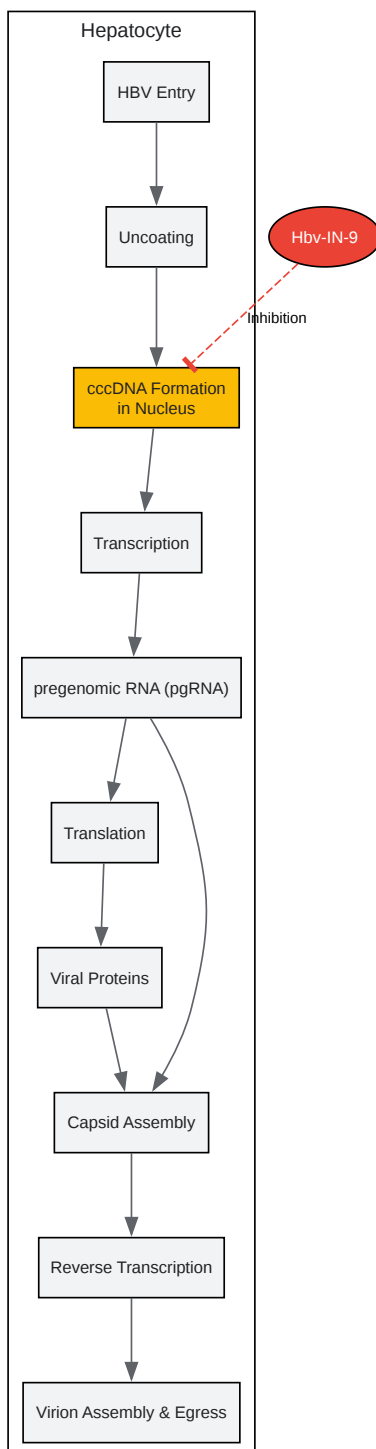 Hepatocyte
HBV Entry
Uncoating
Hbv-IN-9
Inhibition
cccDNA Formation
in Nucleus
Transcription
pregenomic RNA (pgRNA)
Translation
Viral Proteins
Capsid Assembly
Reverse Transcription
Virion Assembly & Egress